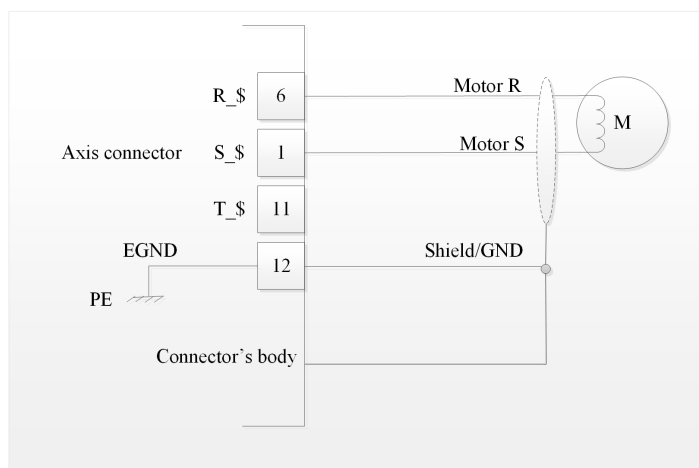 R_$ 6 Motor R
M
Axis connector S_$ 1 Motor S
T_$ 11
EGND 12 Shield/GND
PE
Connector's body